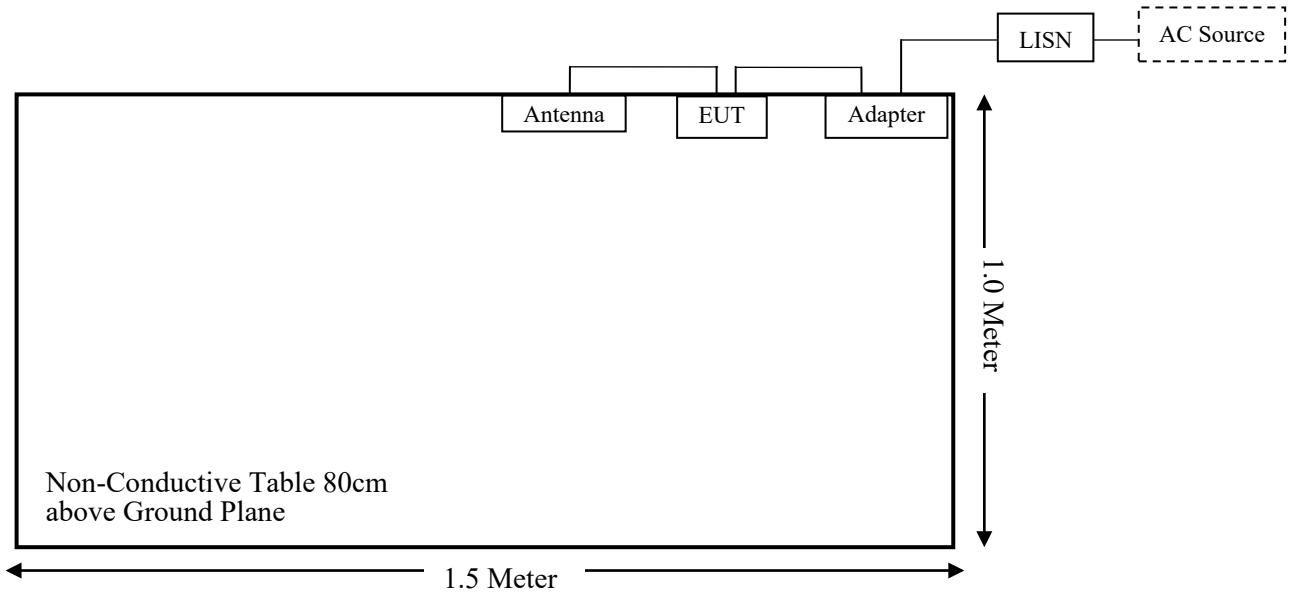 LISN
AC Source
Antenna
EUT
Adapter
1.0 Meter
Non-Conductive Table 80cm
above Ground Plane
1.5 Meter